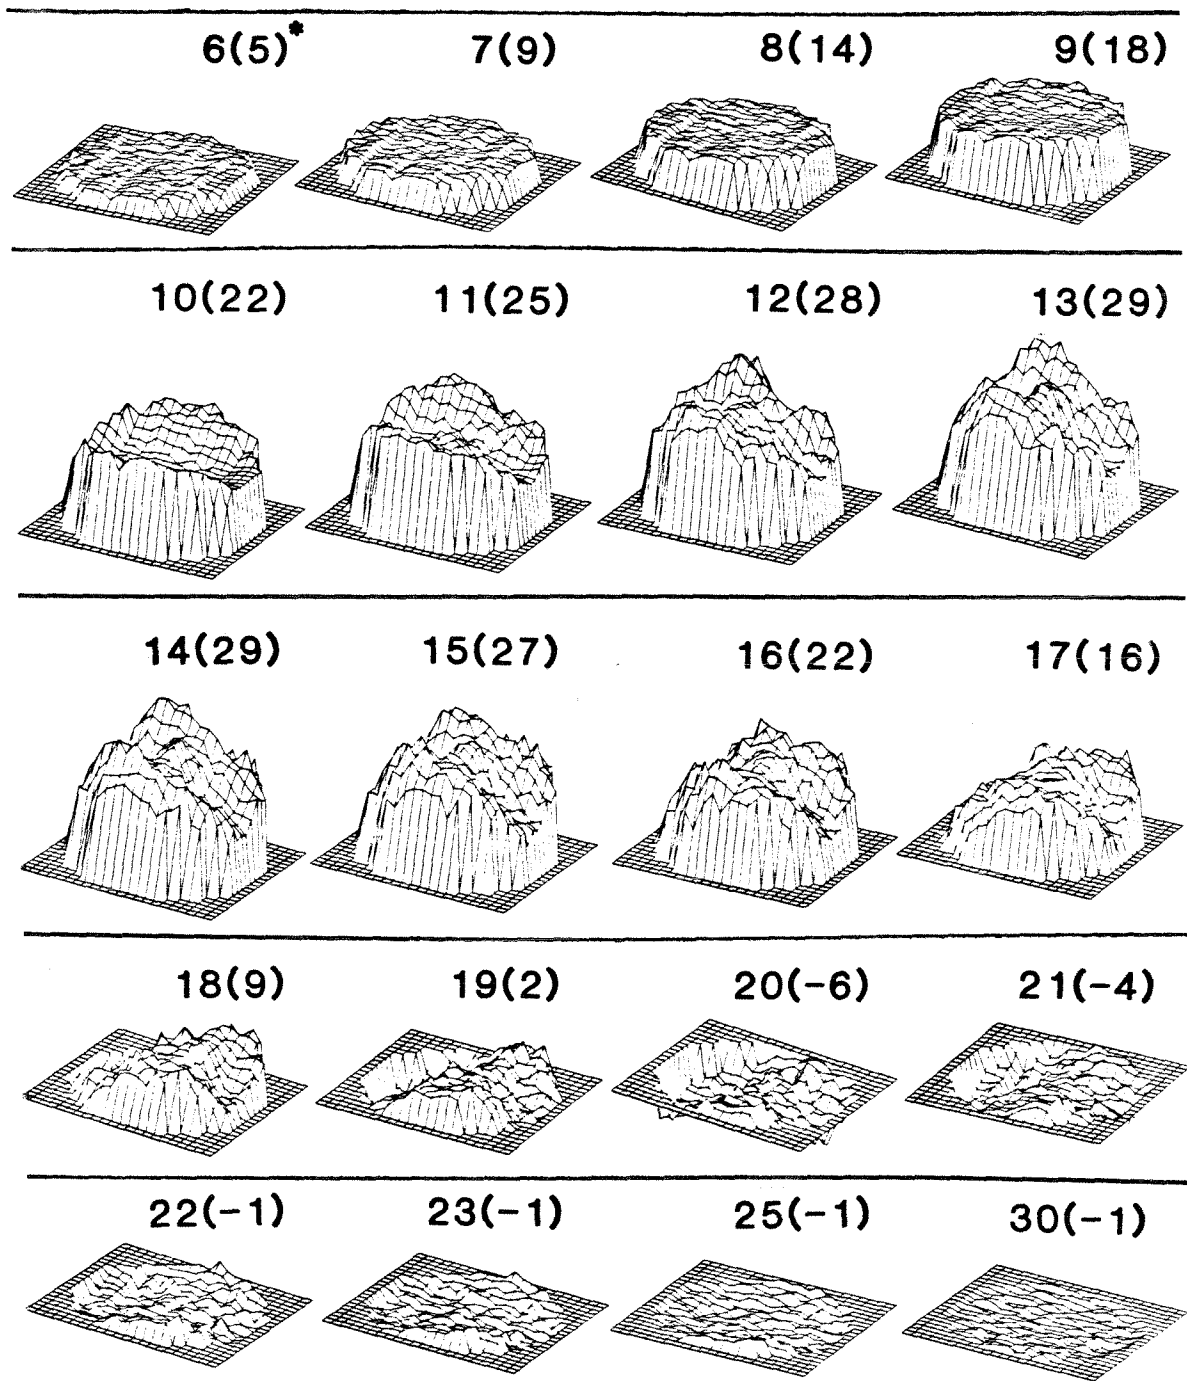 6(5)* 7(9) 8(14) 9(18)
10(22) 11(25) 12(28) 13(29)
14(29) 15(27) 16(22) 17(16)
18(9) 19(2) 20(-6) 21(-4)
22(-1) 23(-1) 25(-1) 30(-1)